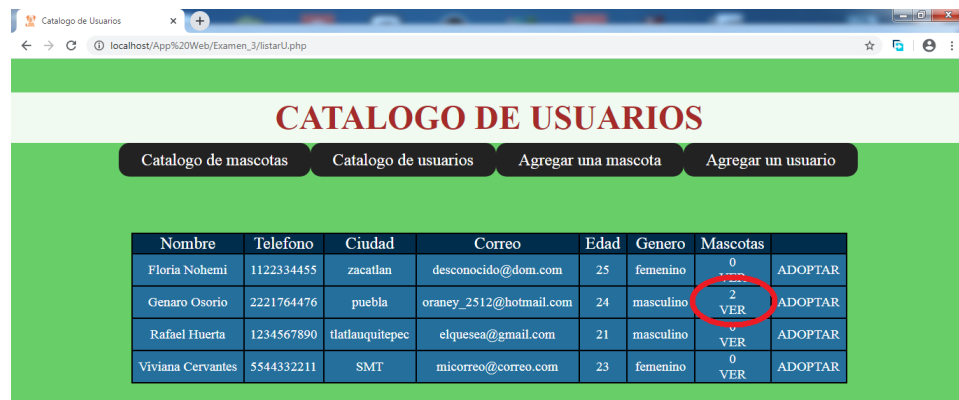 Catalogo de Usuarios
localhost/App%20Web/Examen_3/listarU.php
CATALOGO DE USUARIOS
Catalogo de mascotas Catalogo de usuarios Agregar una mascota Agregar un usuario
Nombre Telefono Ciudad Correo Edad Genero Mascotas
Floria Nohemi 1122334455 zacatlan desconocido@dom.com 25 femenino 0 VER ADOPTAR
Genaro Osorio 2221764476 puebla oraney_2512@hotmail.com 24 masculino 2 VER ADOPTAR
Rafael Huerta 1234567890 tlatlauquitepec elquesea@gmail.com 21 masculino 0 VER ADOPTAR
Viviana Cervantes 5544332211 SMT micorreo@correo.com 23 femenino 0 VER ADOPTAR